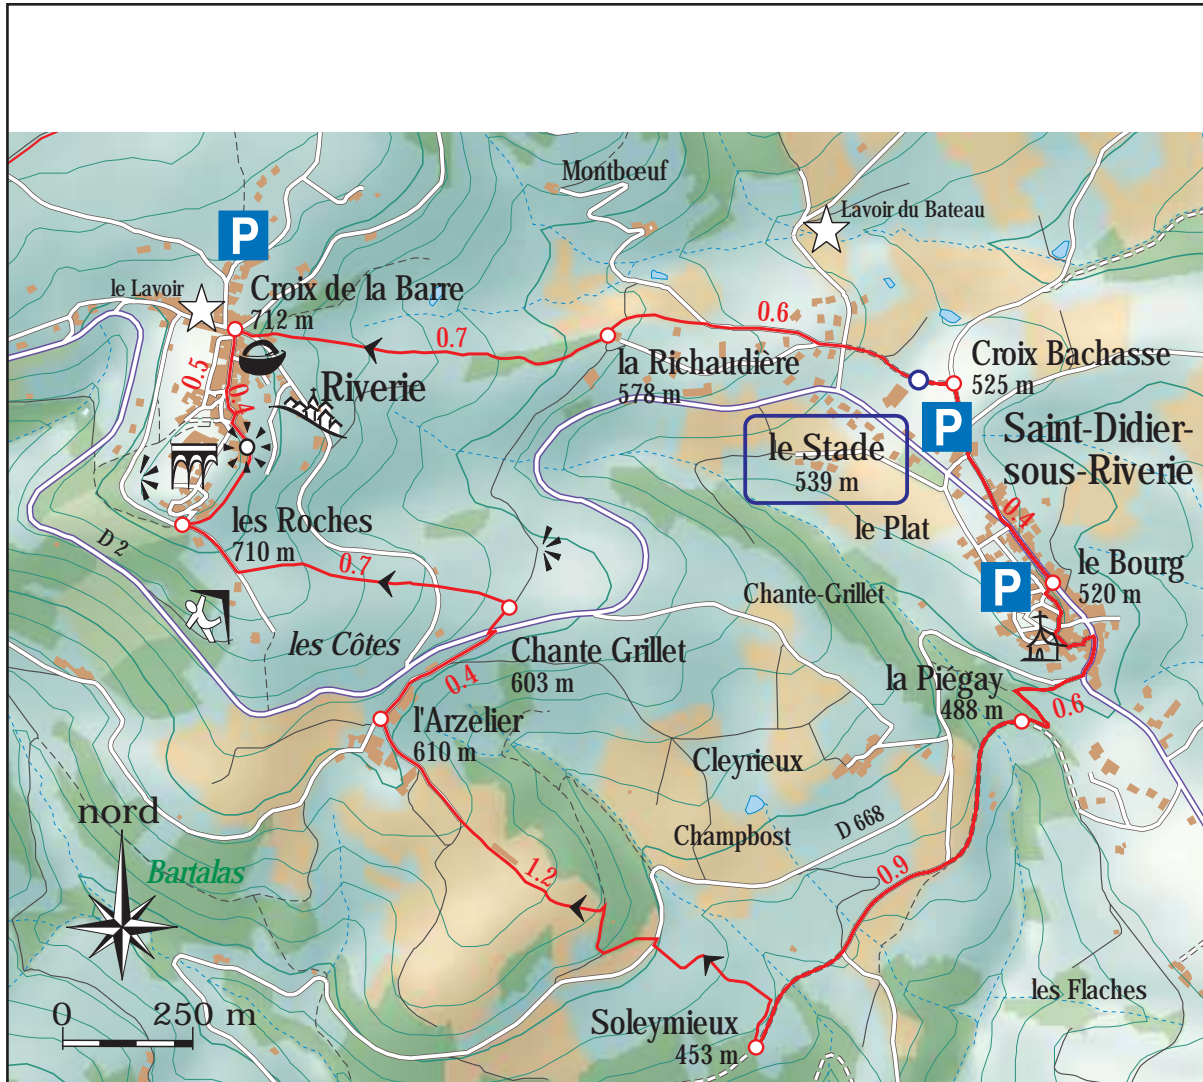 Montbœuf
Lavoir du Bateau
P
le Lavoir
Croix de la Barre
712 m
0.6
0.7
la Richaudière
578 m
Croix Bachasse
525 m
0.5
0.4
Riverie
P
le Stade
539 m
Saint-Didier-
sous-Riverie
les Roches
710 m
D 2
0.7
le Plat
0.4
Chante-Grillet
P
le Bourg
520 m
les Côtes
Chante Grillet
603 m
0.4
la Piégay
488 m
0.6
l'Arzelier
610 m
Cleyrieux
nord
Champbost
D 668
Bartalas
1.2
0.9
0 250 m
Soleymieux
453 m
les Flaches